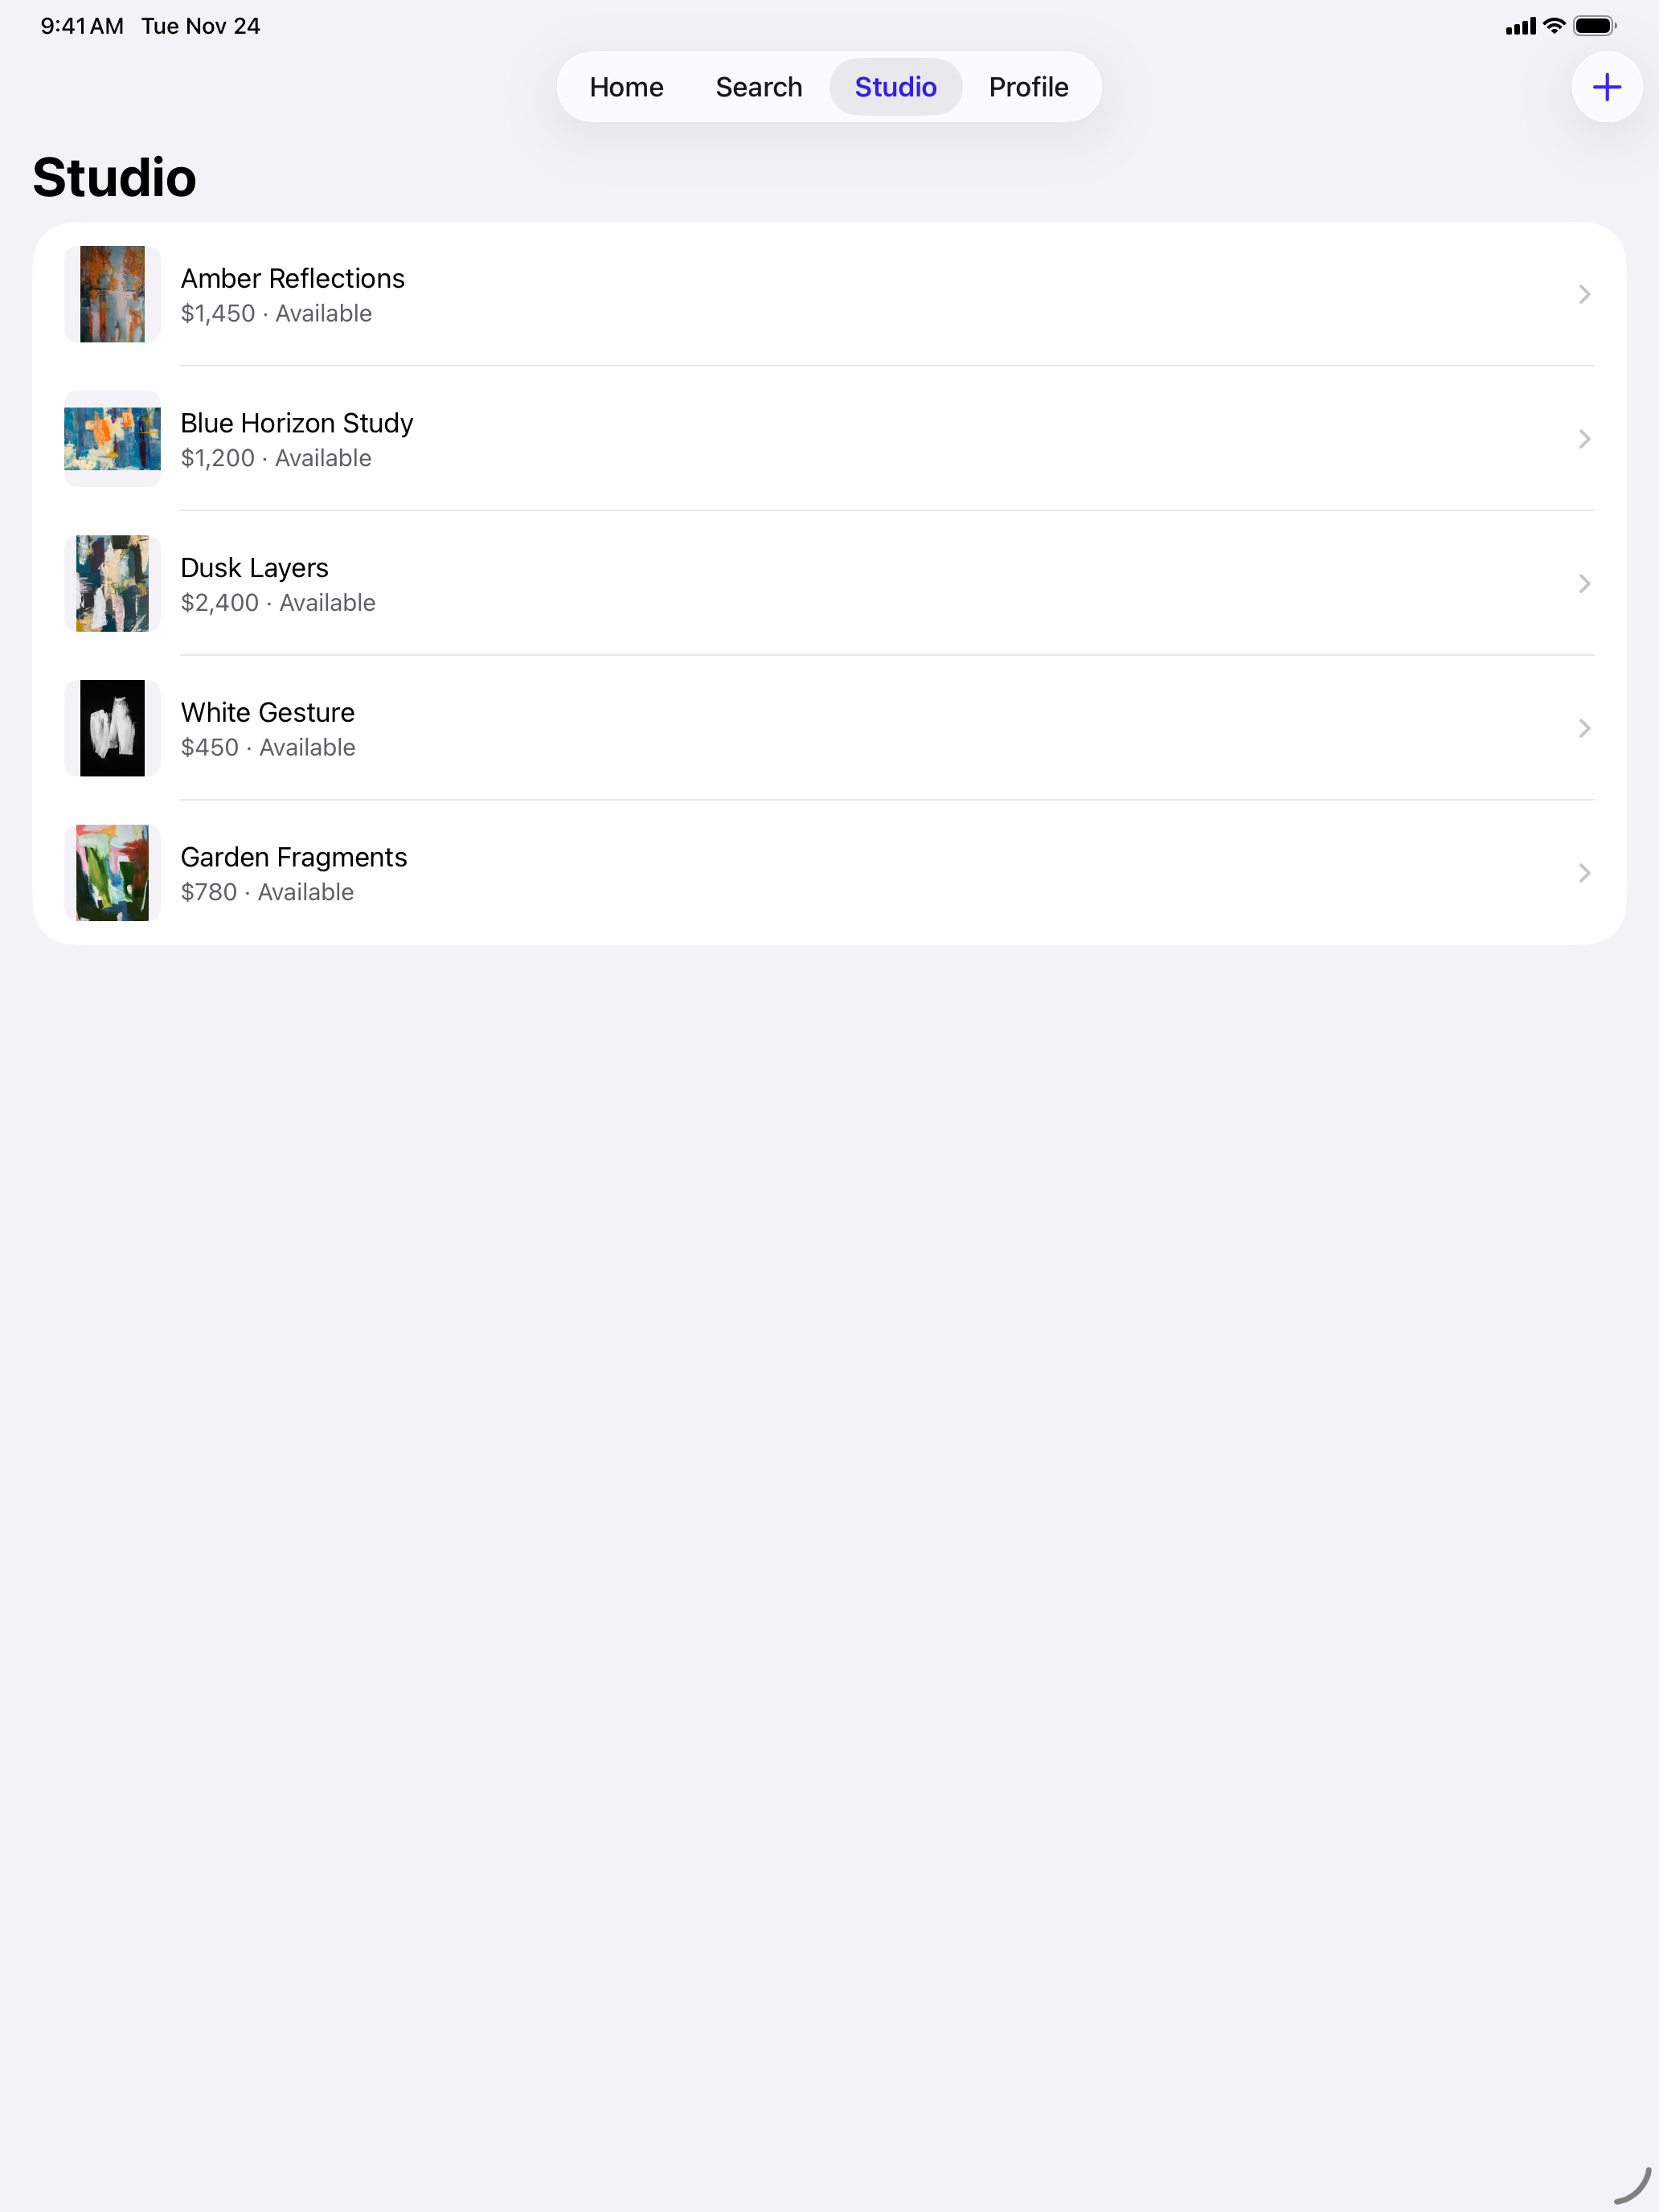 9:41 AM Tue Nov 24
Home Search Studio Profile
Studio
Amber Reflections
$1,450 · Available
Blue Horizon Study
$1,200 · Available
Dusk Layers
$2,400 · Available
White Gesture
$450 · Available
Garden Fragments
$780 · Available